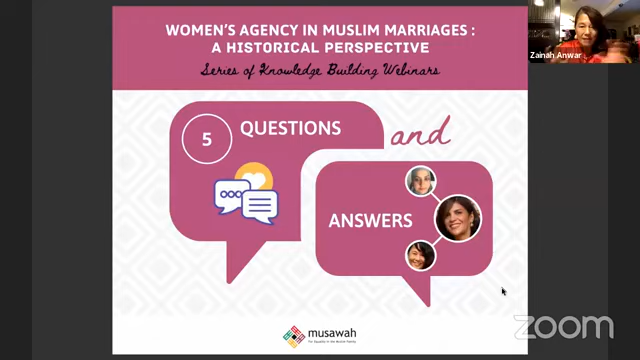 WOMEN'S AGENCY IN MUSLIM MARRIAGES :
A HISTORICAL PERSPECTIVE
Series of Knowledge Building Webinars
Zainah Anwar
5
QUESTIONS
and
ANSWERS
musawah
For Equality in the Muslim Family
zoom